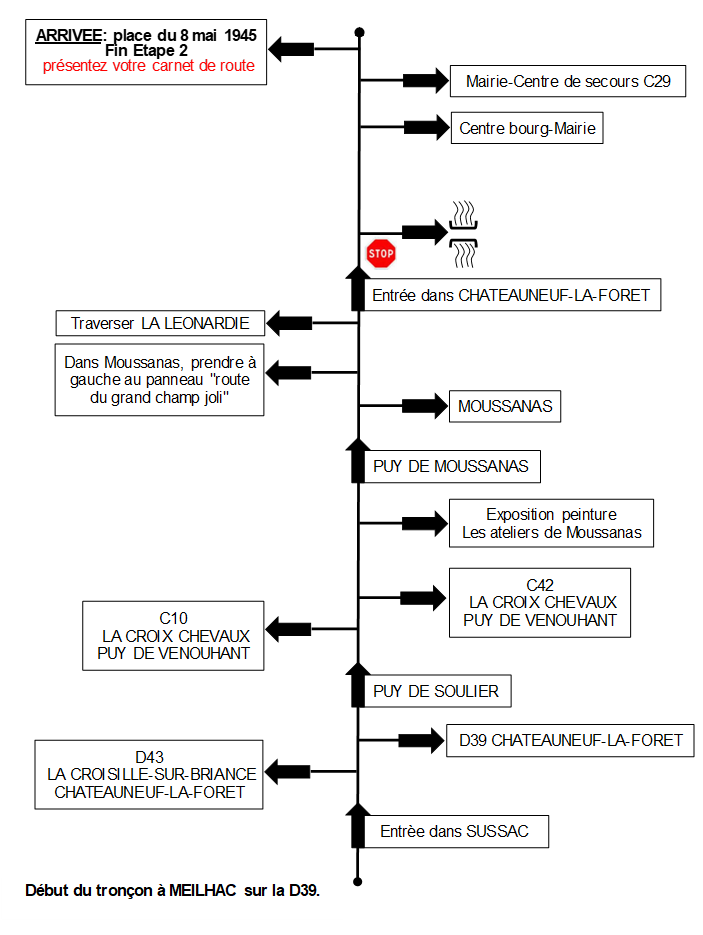 ARRIVEE: place du 8 mai 1945
Fin Etape 2
présentez votre carnet de route
Mairie-Centre de secours C29
Centre bourg-Mairie
STOP
Entrée dans CHATEAUNEUF-LA-FORET
Traverser LA LEONARDIE
Dans Moussanas, prendre à
gauche au panneau "route
du grand champ joli"
MOUSSANAS
PUY DE MOUSSANAS
Exposition peinture
Les ateliers de Moussanas
C42
LA CROIX CHEVAUX
PUY DE VENOUHANT
C10
LA CROIX CHEVAUX
PUY DE VENOUHANT
PUY DE SOULIER
D39 CHATEAUNEUF-LA-FORET
D43
LA CROISILLE-SUR-BRIANCE
CHATEAUNEUF-LA-FORET
Entrèe dans SUSSAC
Début du tronçon à MEILHAC sur la D39.